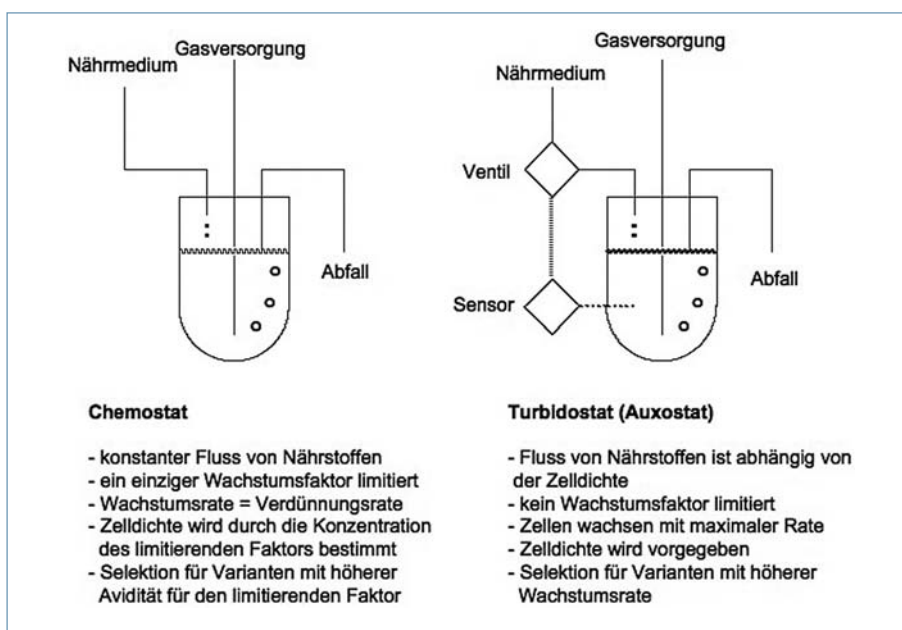 Gasversorgung
Nährmedium
Abfall
Chemostat
- konstanter Fluss von Nährstoffen
- ein einziger Wachstumsfaktor limitiert
- Wachstumsrate = Verdünnungsrate
- Zelldichte wird durch die Konzentration
des limitierenden Faktors bestimmt
- Selektion für Varianten mit höherer
Avidität für den limitierenden Faktor
Gasversorgung
Nährmedium
Ventil
Sensor
Abfall
Turbidostat (Auxostat)
- Fluss von Nährstoffen ist abhängig von
der Zelldichte
- kein Wachstumsfaktor limitiert
- Zellen wachsen mit maximaler Rate
- Zelldichte wird vorgegeben
- Selektion für Varianten mit höherer
Wachstumsrate